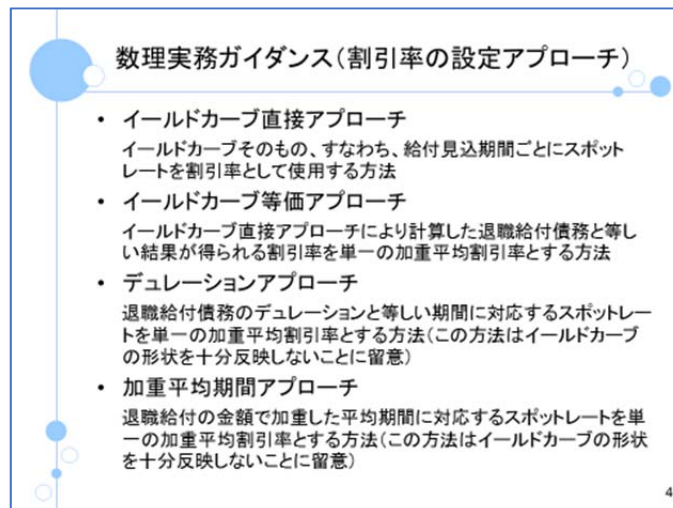 数理実務ガイダンス（割引率の設定アプローチ）
• イールドカーブ直接アプローチ
イールドカーブそのもの、すなわち、給付見込期間ごとにスポット
レートを割引率として使用する方法
• イールドカーブ等価アプローチ
イールドカーブ直接アプローチにより計算した退職給付債務と等し
い結果が得られる割引率を単一の加重平均割引率とする方法
• デュレーションアプローチ
退職給付債務のデュレーションと等しい期間に対応するスポットレー
トを単一の加重平均割引率とする方法（この方法はイールドカーブ
の形状を十分反映しないことに留意）
• 加重平均期間アプローチ
退職給付の金額で加重した平均期間に対応するスポットレートを単
一の加重平均割引率とする方法（この方法はイールドカーブの形状
を十分反映しないことに留意）
4